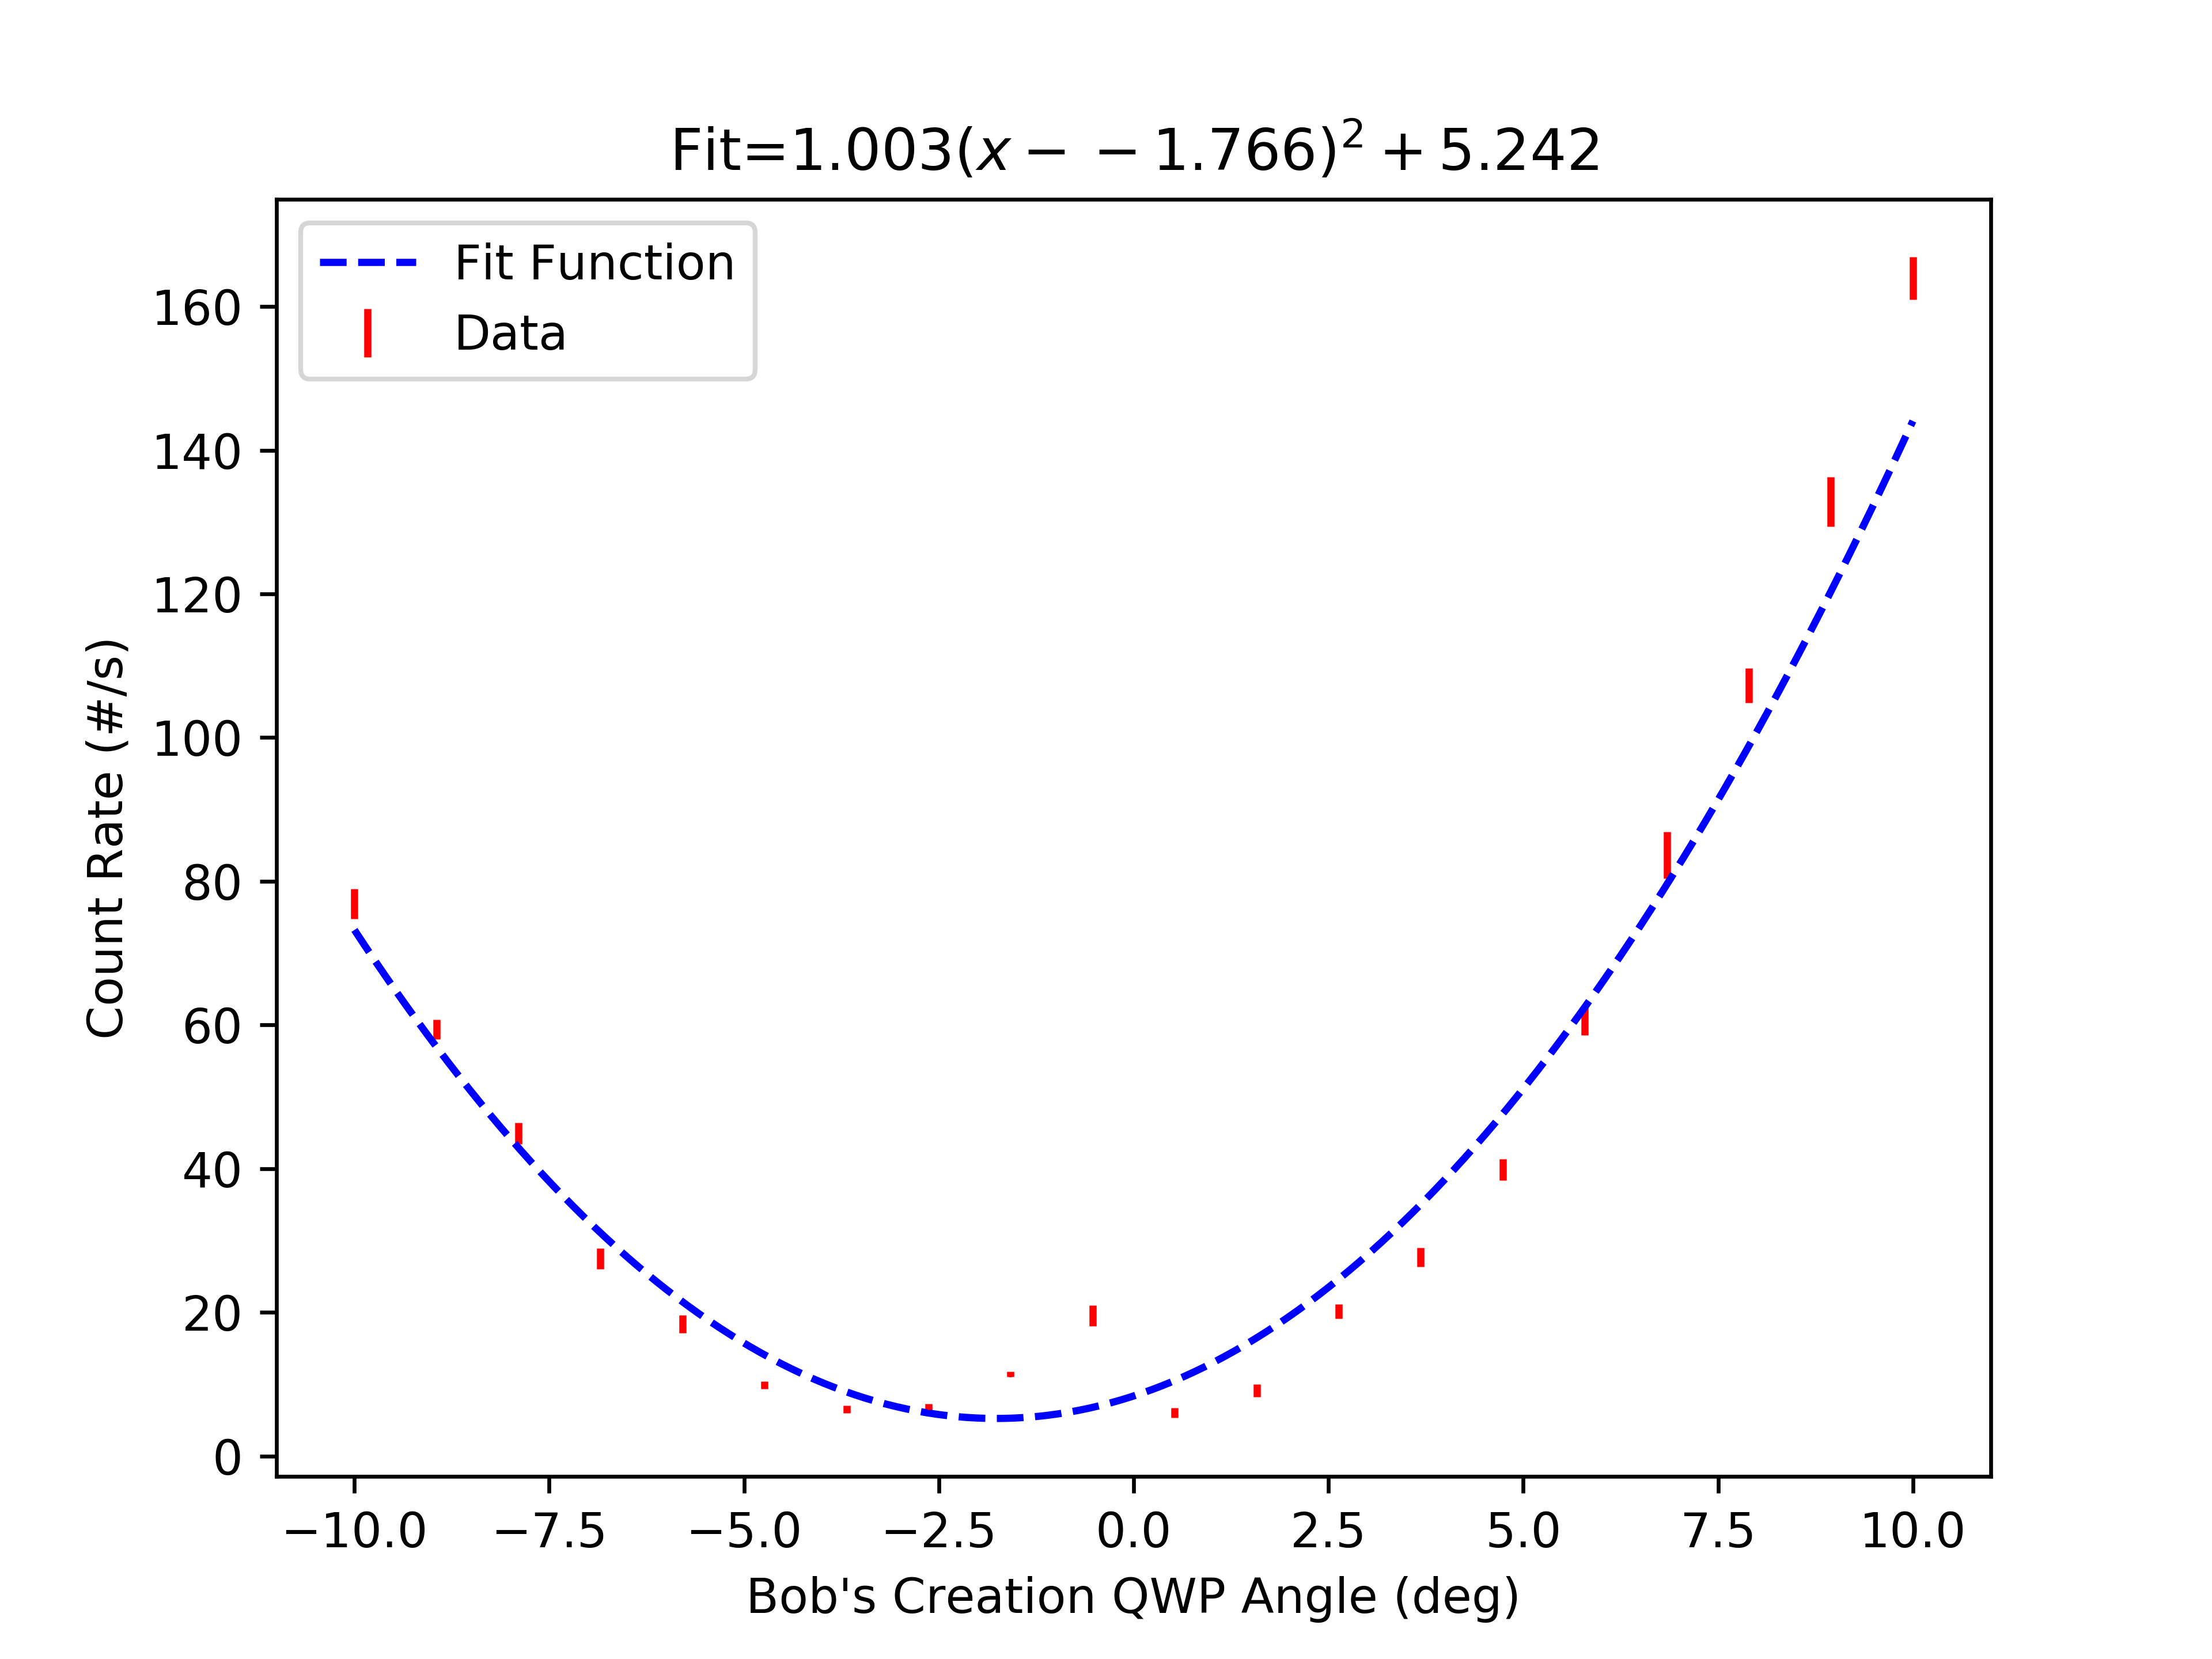 Fit=1.003(x − −1.766)² + 5.242
Fit Function
Data
160
140
120
100
80
60
40
20
0
Count Rate (#/s)
−10.0 −7.5 −5.0 −2.5 0.0 2.5 5.0 7.5 10.0
Bob's Creation QWP Angle (deg)